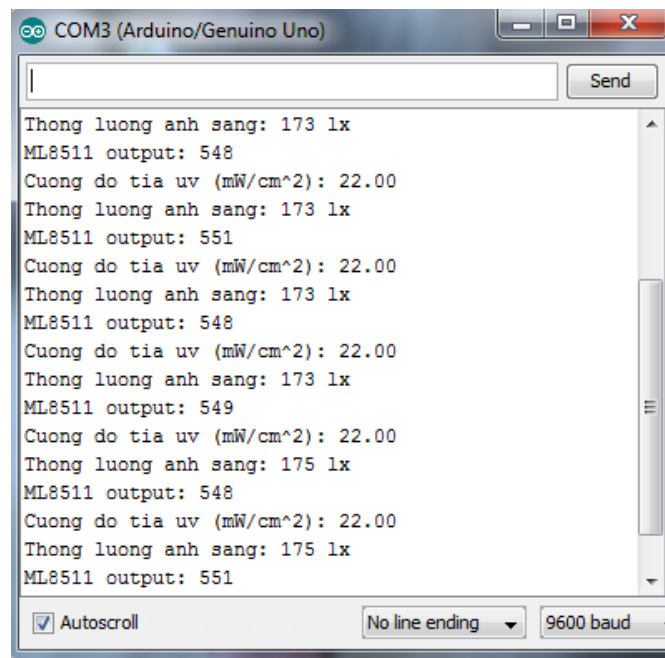 COM3 (Arduino/Genuino Uno)
Send
Thong luong anh sang: 173 lx
ML8511 output: 548
Cuong do tia uv (mW/cm^2): 22.00
Thong luong anh sang: 173 lx
ML8511 output: 551
Cuong do tia uv (mW/cm^2): 22.00
Thong luong anh sang: 173 lx
ML8511 output: 548
Cuong do tia uv (mW/cm^2): 22.00
Thong luong anh sang: 173 lx
ML8511 output: 549
Cuong do tia uv (mW/cm^2): 22.00
Thong luong anh sang: 175 lx
ML8511 output: 548
Cuong do tia uv (mW/cm^2): 22.00
Thong luong anh sang: 175 lx
ML8511 output: 551
Autoscroll No line ending 9600 baud